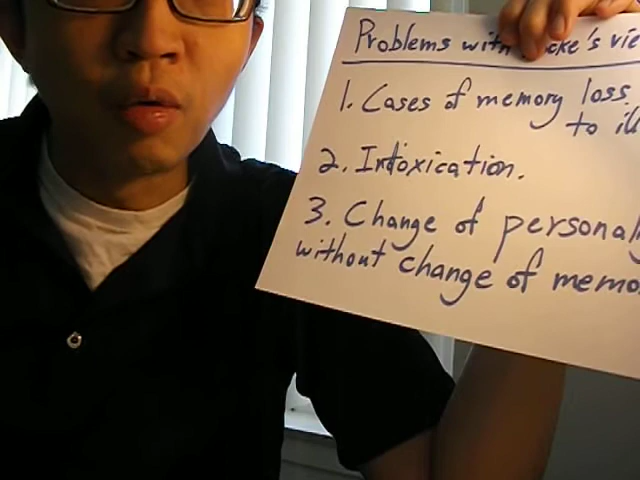 Problems with
1. Cases of memory loss.
to
2. Intoxication.
3. Change of
without change of